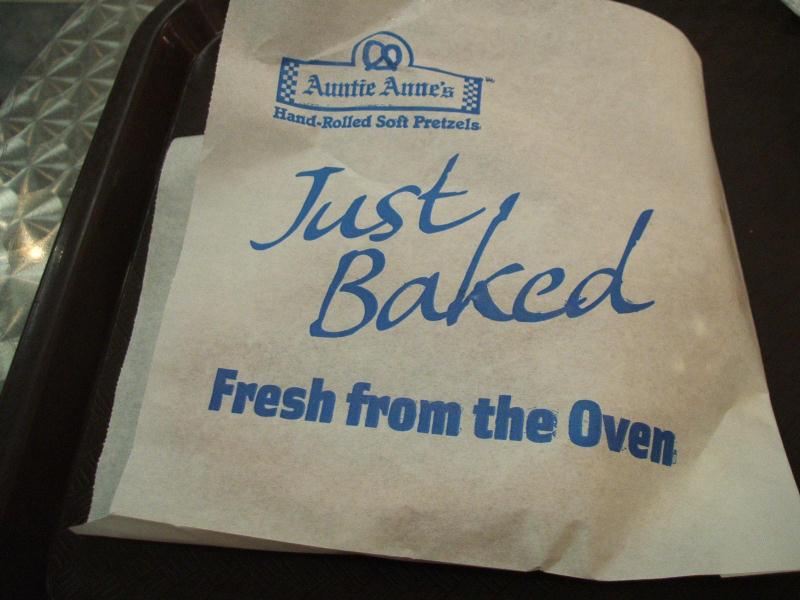 Auntie Anne's
Hand-Rolled Soft Pretzels
Just
Baked
Fresh from the Oven